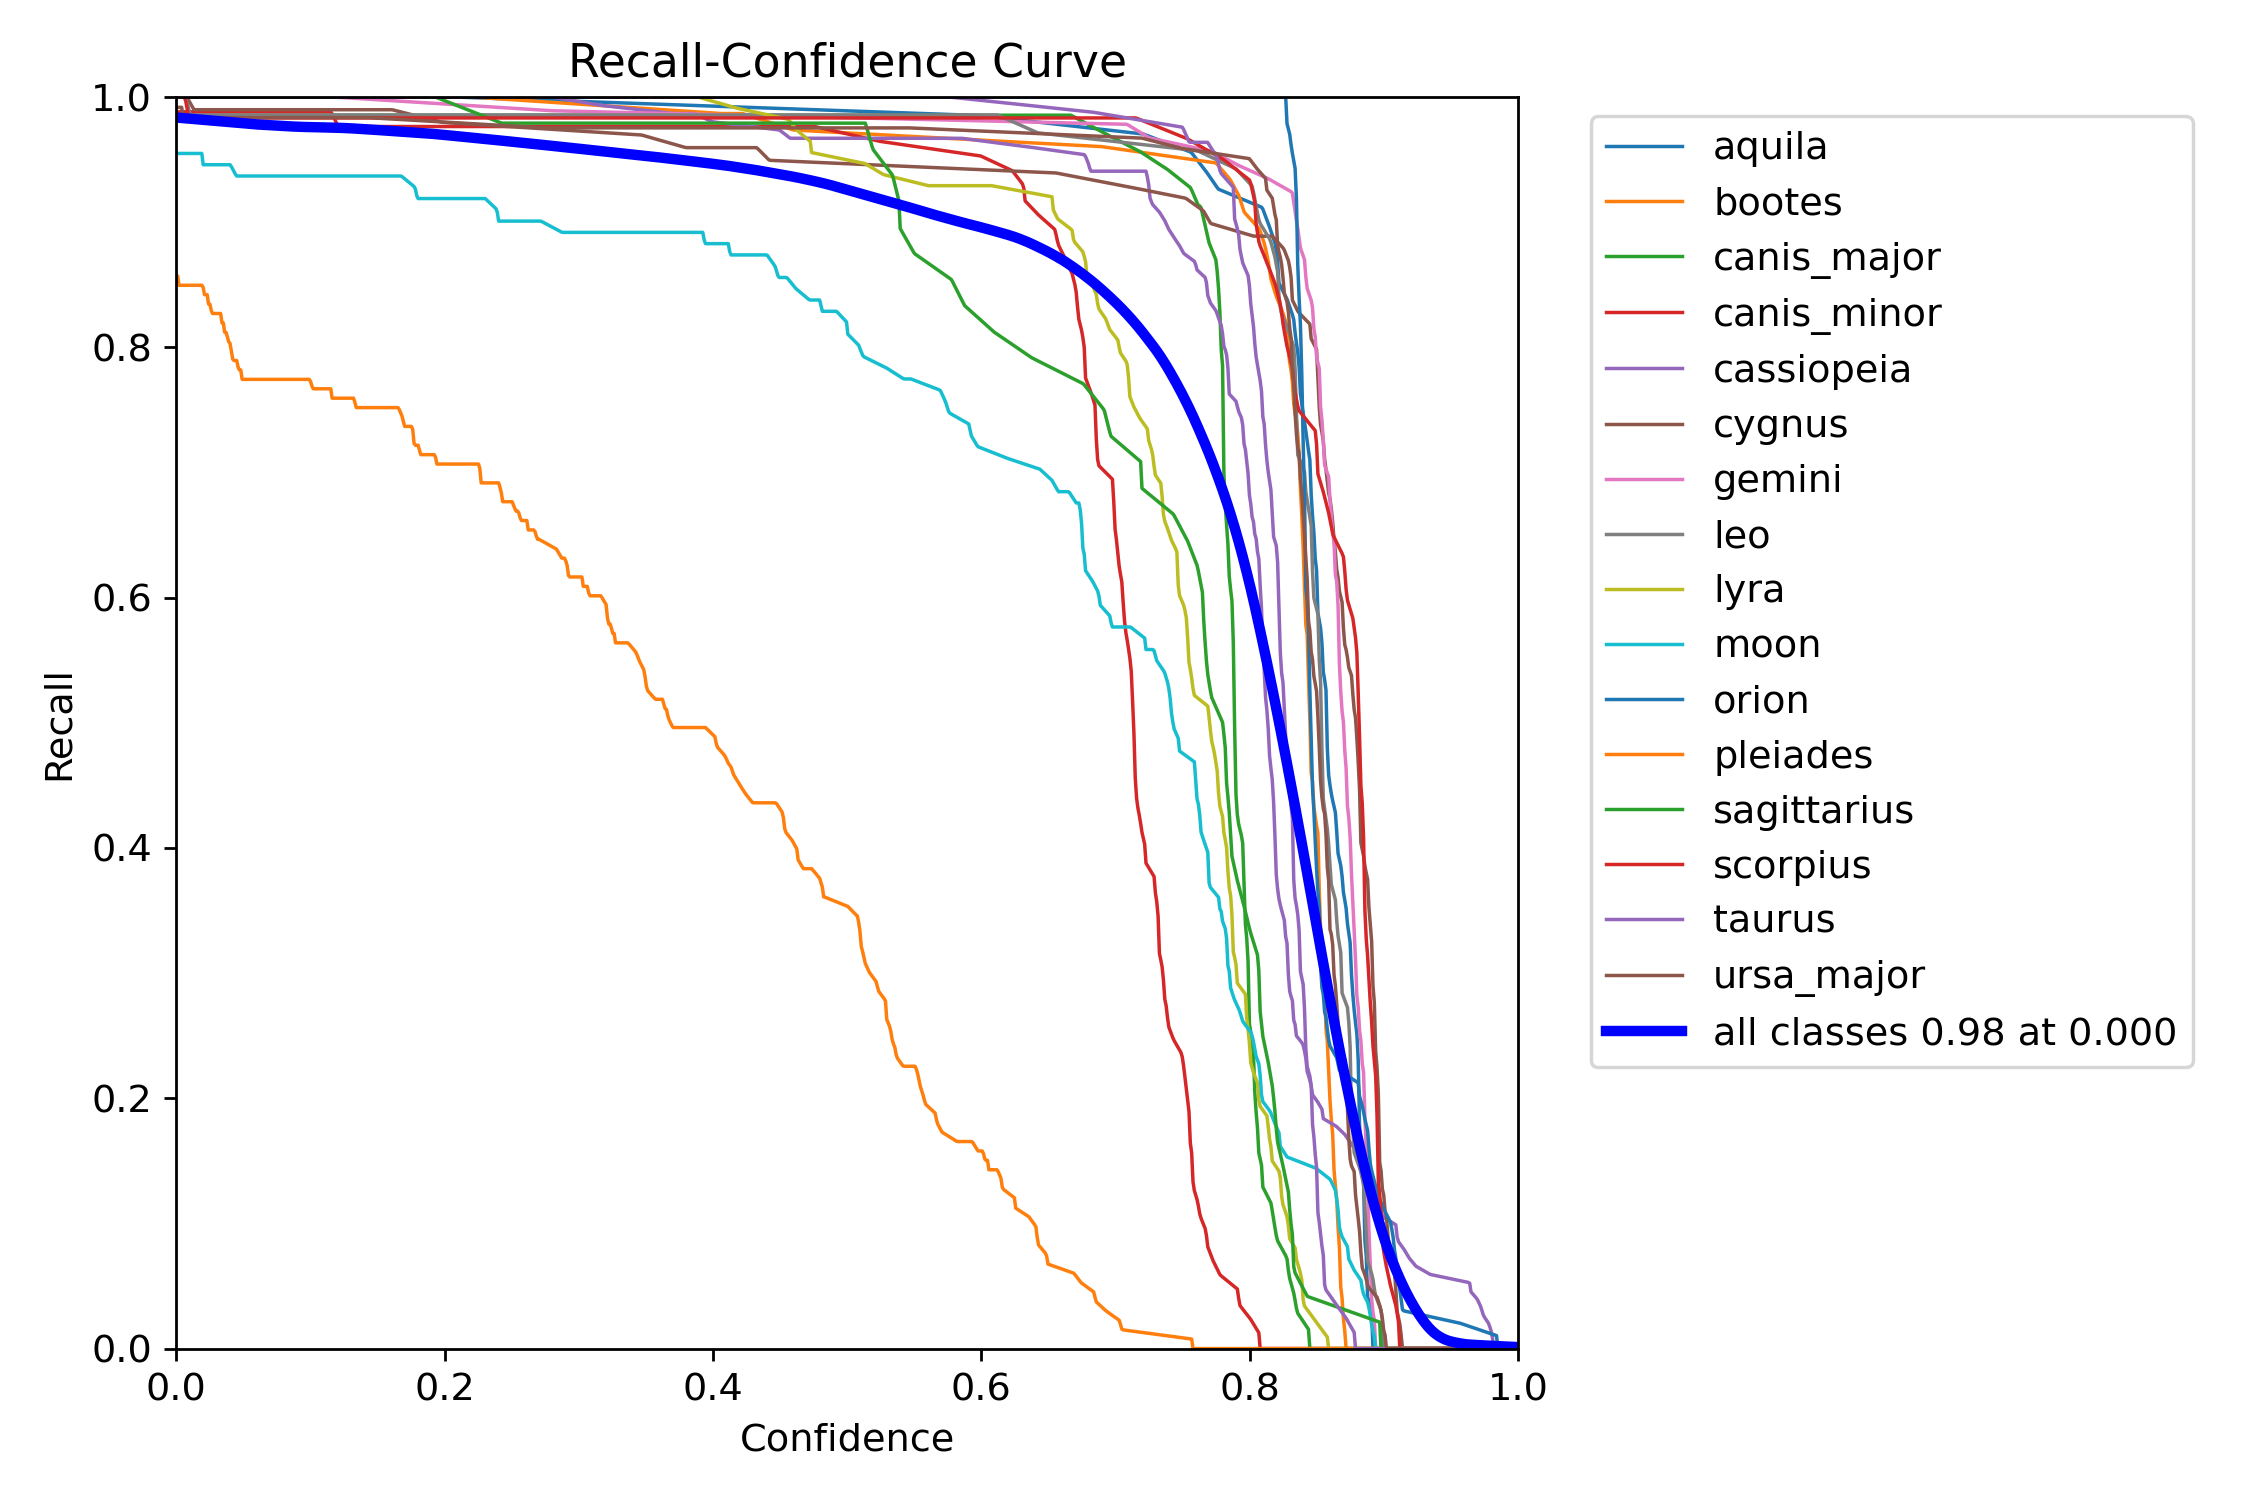 Recall-Confidence Curve
1.0
0.8
0.6
0.4
0.2
0.0
Recall
0.0 0.2 0.4 0.6 0.8 1.0
Confidence
aquila
bootes
canis_major
canis_minor
cassiopeia
cygnus
gemini
leo
lyra
moon
orion
pleiades
sagittarius
scorpius
taurus
ursa_major
all classes 0.98 at 0.000